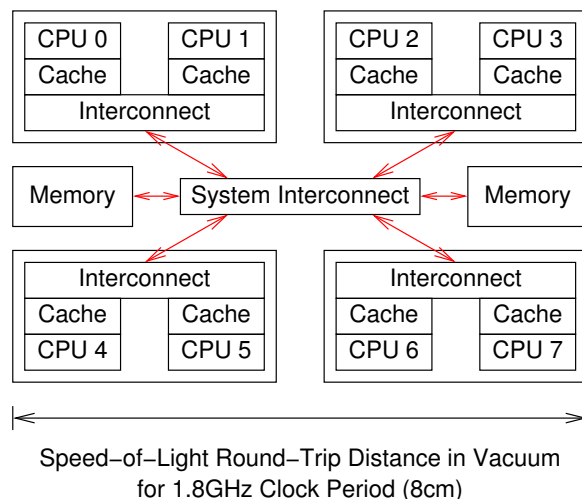 CPU 0 CPU 1 CPU 2 CPU 3
Cache Cache Cache Cache
Interconnect Interconnect
Memory System Interconnect Memory
Interconnect Interconnect
Cache Cache Cache Cache
CPU 4 CPU 5 CPU 6 CPU 7
Speed−of−Light Round−Trip Distance in Vacuum
for 1.8GHz Clock Period (8cm)